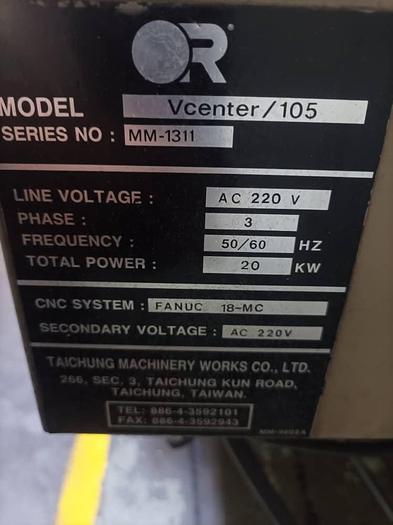 R
MODEL Vcenter/105
SERIES NO : MM-1311
LINE VOLTAGE : AC 220 V
PHASE : 3
FREQUENCY : 50/60 HZ
TOTAL POWER : 20 KW
CNC SYSTEM : FANUC 18-MC
SECONDARY VOLTAGE : AC 220V
TAICHUNG MACHINERY WORKS CO., LTD.
266, SEC. 3, TAICHUNG KUN ROAD,
TAICHUNG, TAIWAN.
TEL: 886-4-3592101
FAX: 886-4-3592943